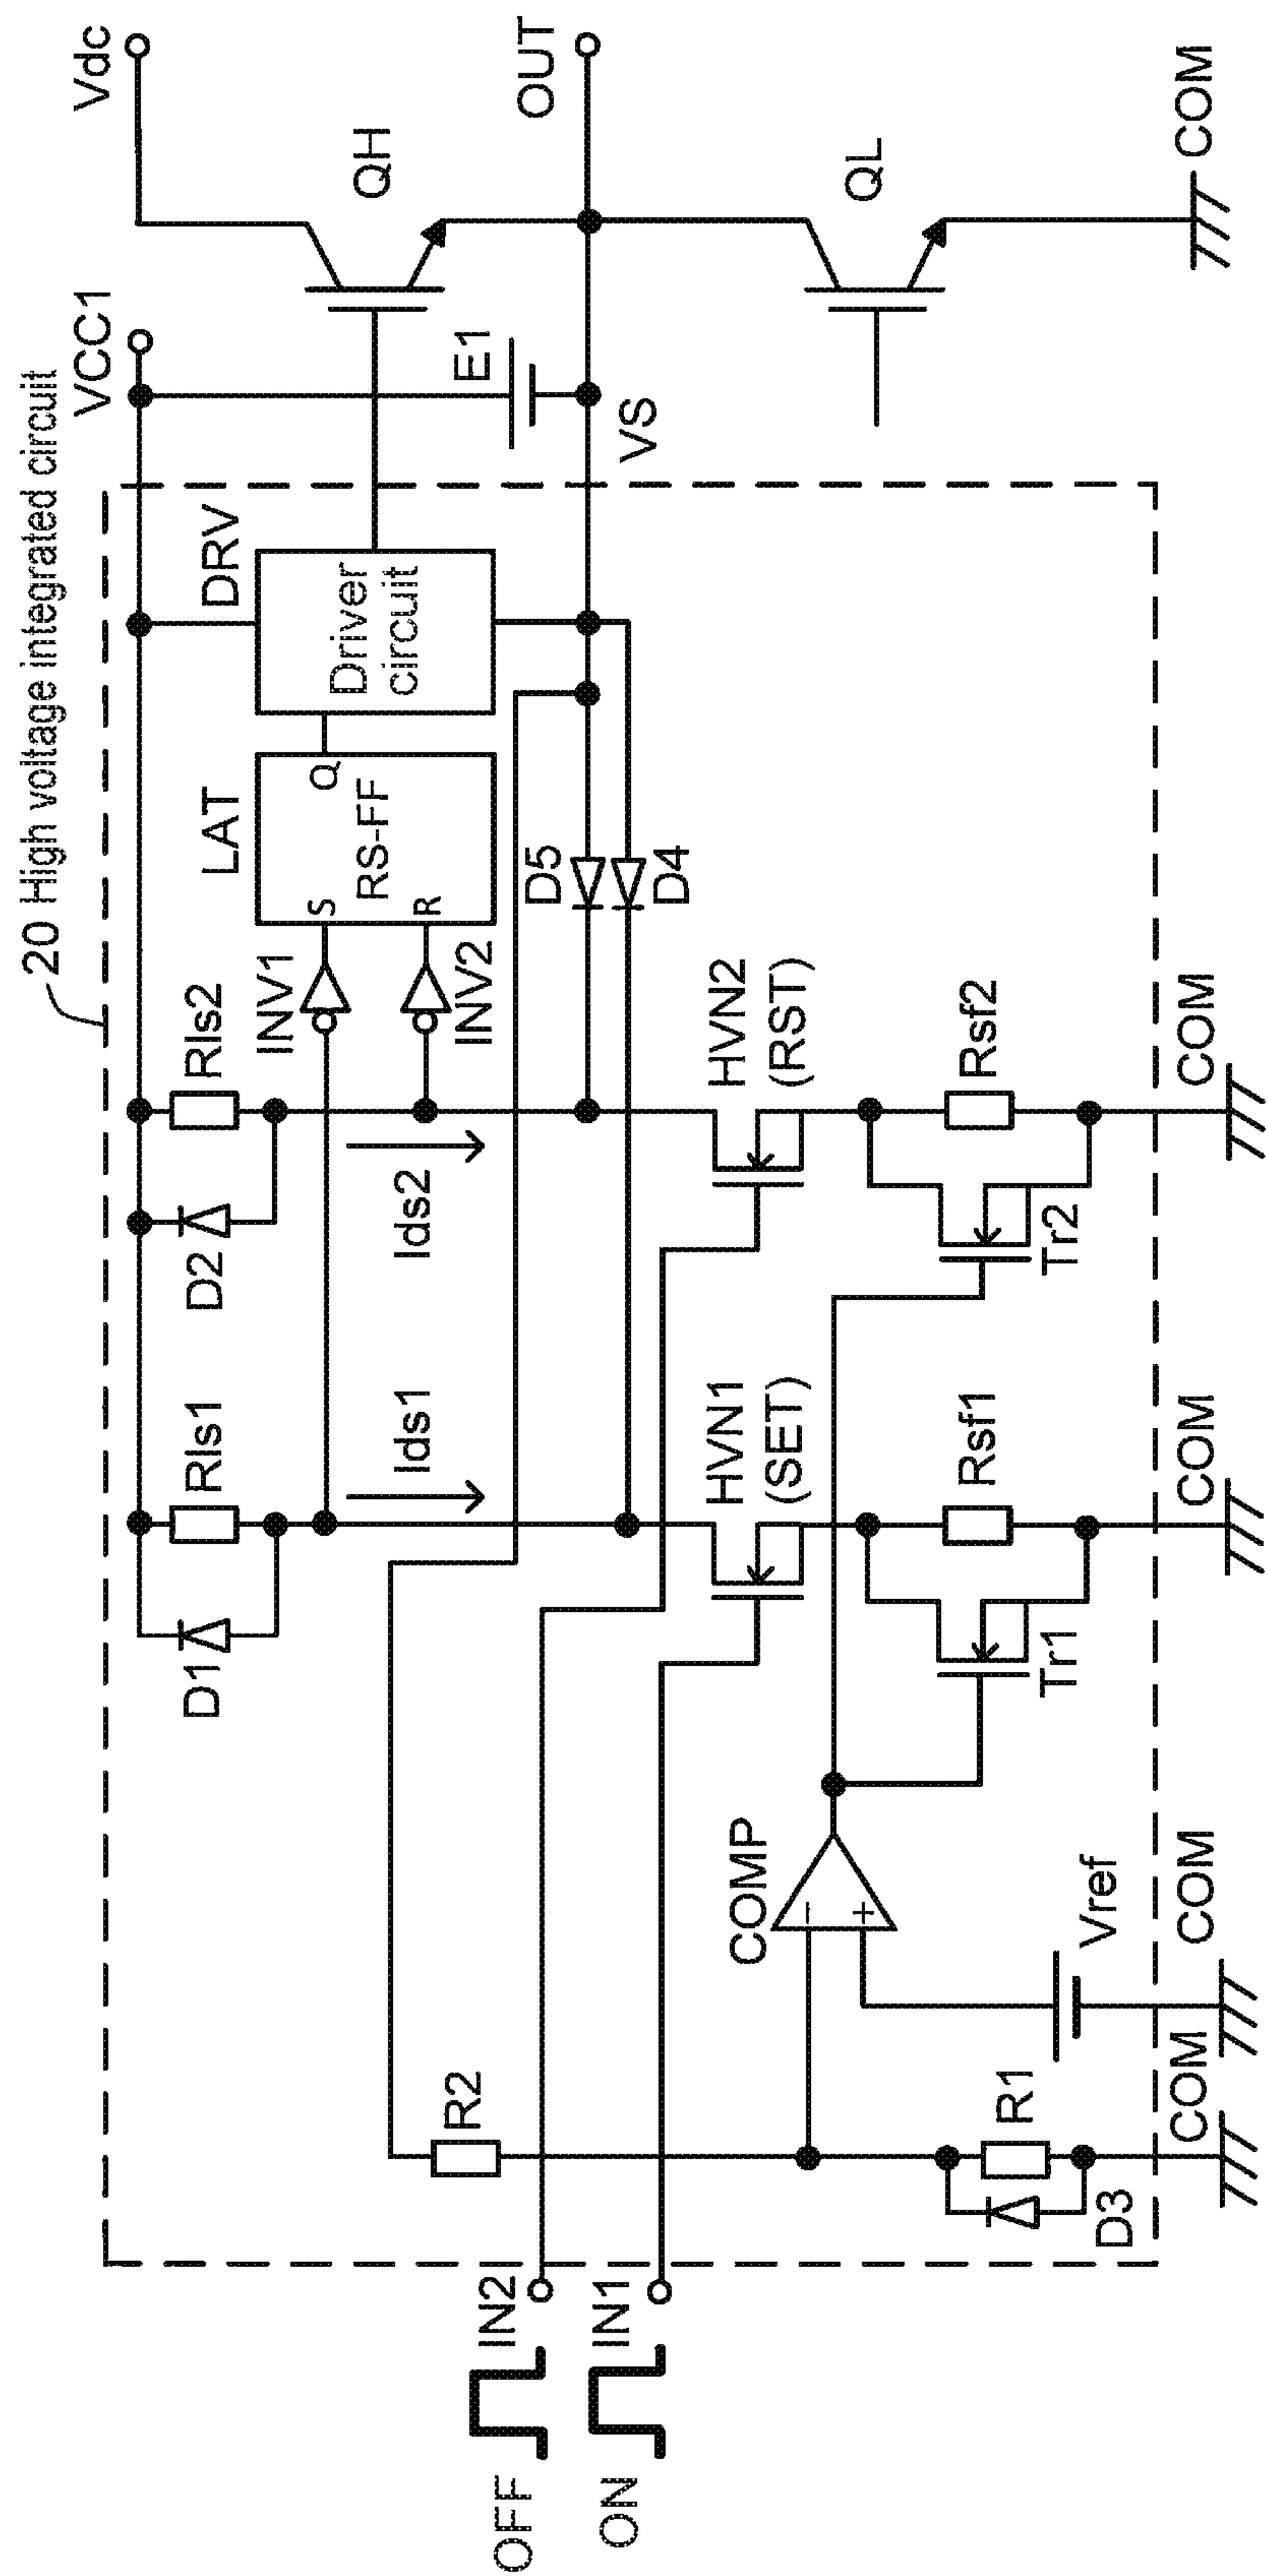 20 High voltage integrated circuit
VCC1
Vdc
D1
Rls1
D2
Rls2
INV1
INV2
LAT
S
R
Q
RS-FF
DRV
Driver
circuit
QH
E1
OUT
VS
Ids1
Ids2
D5
D4
R2
OFF
IN2
ON
IN1
COMP
-
+
HVN1
(SET)
HVN2
(RST)
QL
Tr1
Rsf1
Tr2
Rsf2
Vref
R1
D3
COM
COM
COM
COM
COM